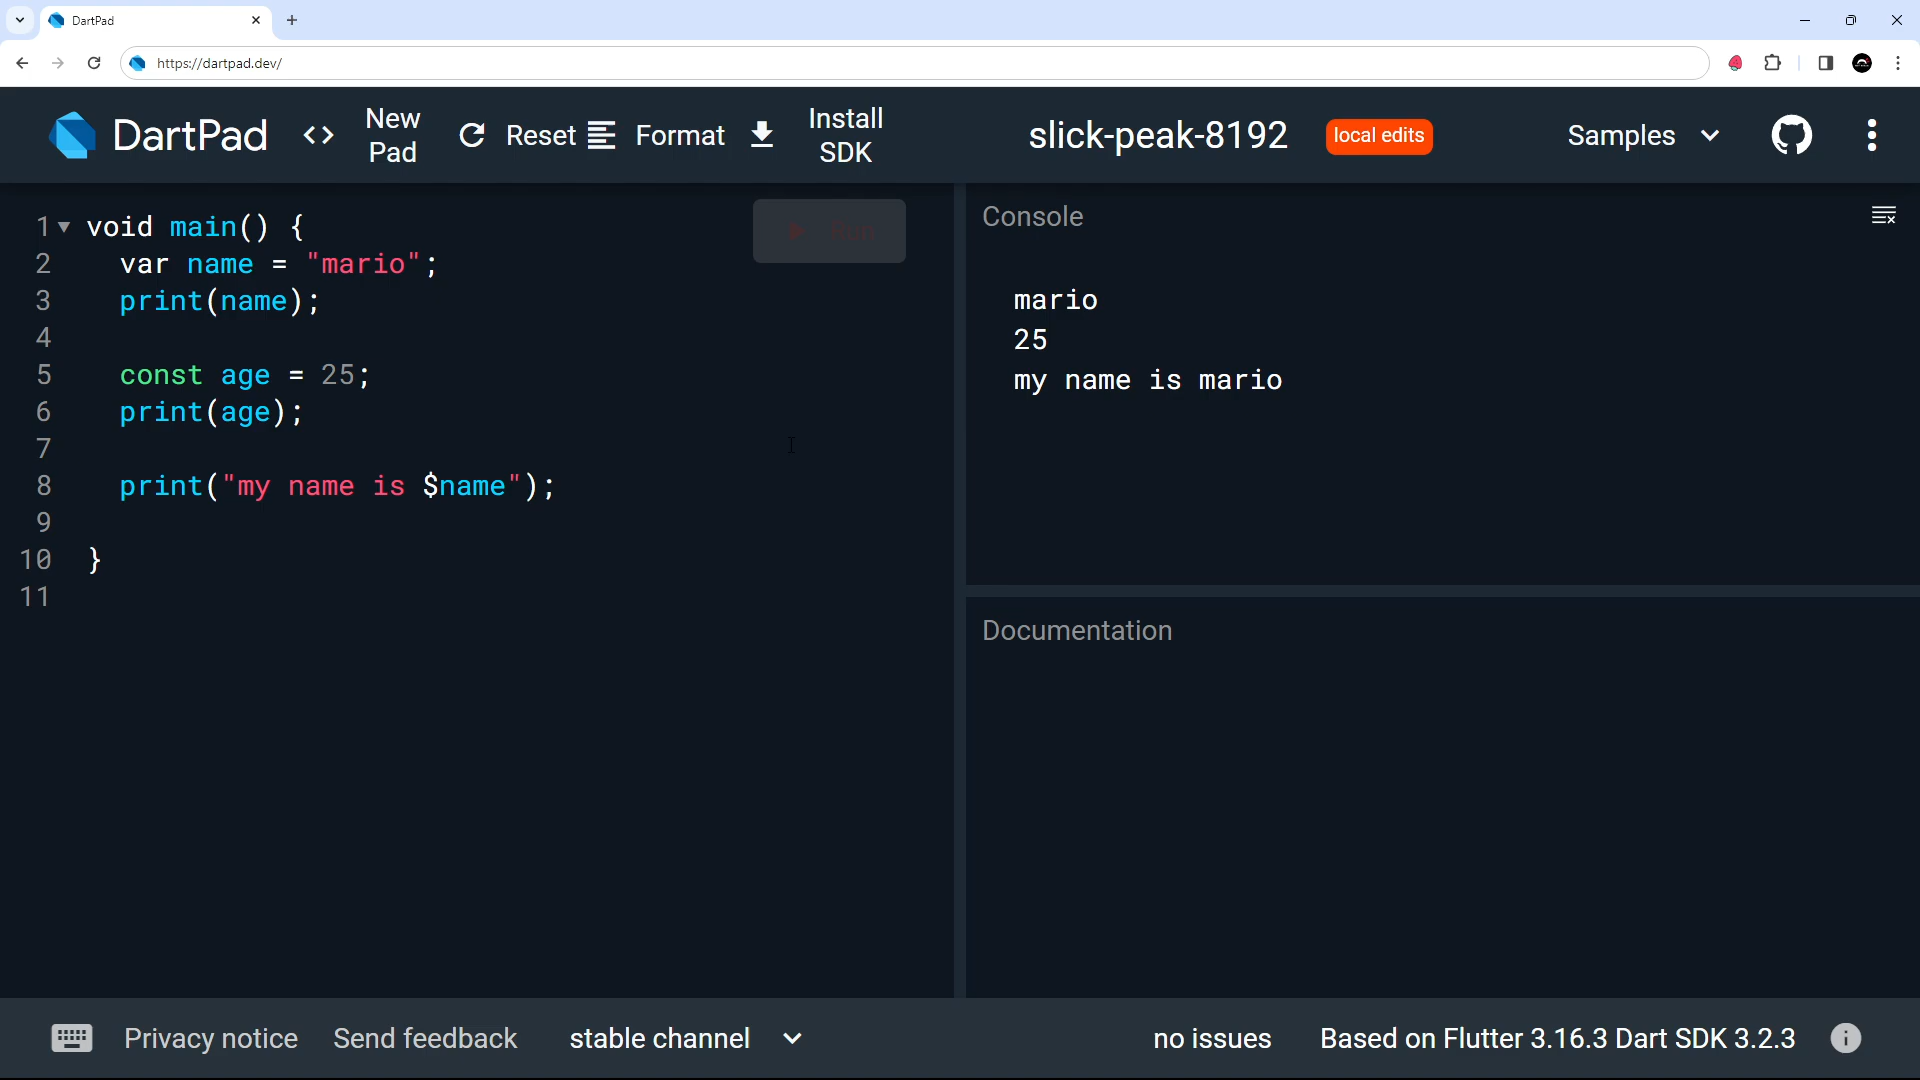 DartPad
https://dartpad.dev/
DartPad
<> New Pad
Reset
Format
Install SDK
slick-peak-8192
local edits
Samples
1 void main() {
2   var name = "mario";
3   print(name);
4
5   const age = 25;
6   print(age);
7
8   print("my name is $name");
9
10 }
11
Run
Console
mario
25
my name is mario
Documentation
Privacy notice
Send feedback
stable channel
no issues
Based on Flutter 3.16.3 Dart SDK 3.2.3